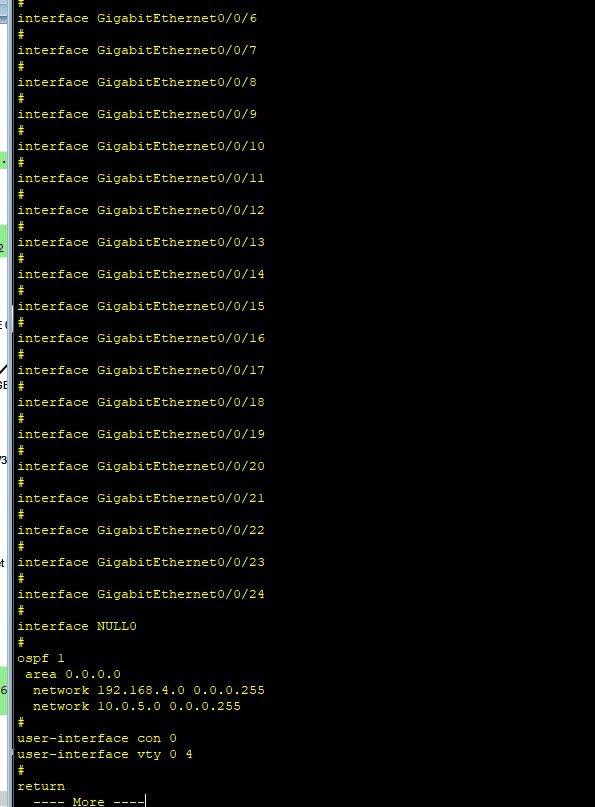 #
interface GigabitEthernet0/0/6
#
interface GigabitEthernet0/0/7
#
interface GigabitEthernet0/0/8
#
interface GigabitEthernet0/0/9
#
interface GigabitEthernet0/0/10
#
interface GigabitEthernet0/0/11
#
interface GigabitEthernet0/0/12
#
interface GigabitEthernet0/0/13
#
interface GigabitEthernet0/0/14
#
interface GigabitEthernet0/0/15
#
interface GigabitEthernet0/0/16
#
interface GigabitEthernet0/0/17
#
interface GigabitEthernet0/0/18
#
interface GigabitEthernet0/0/19
#
interface GigabitEthernet0/0/20
#
interface GigabitEthernet0/0/21
#
interface GigabitEthernet0/0/22
#
interface GigabitEthernet0/0/23
#
interface GigabitEthernet0/0/24
#
interface NULL0
#
ospf 1
 area 0.0.0.0
  network 192.168.4.0 0.0.0.255
  network 10.0.5.0 0.0.0.255
#
user-interface con 0
user-interface vty 0 4
#
return
  ---- More ----